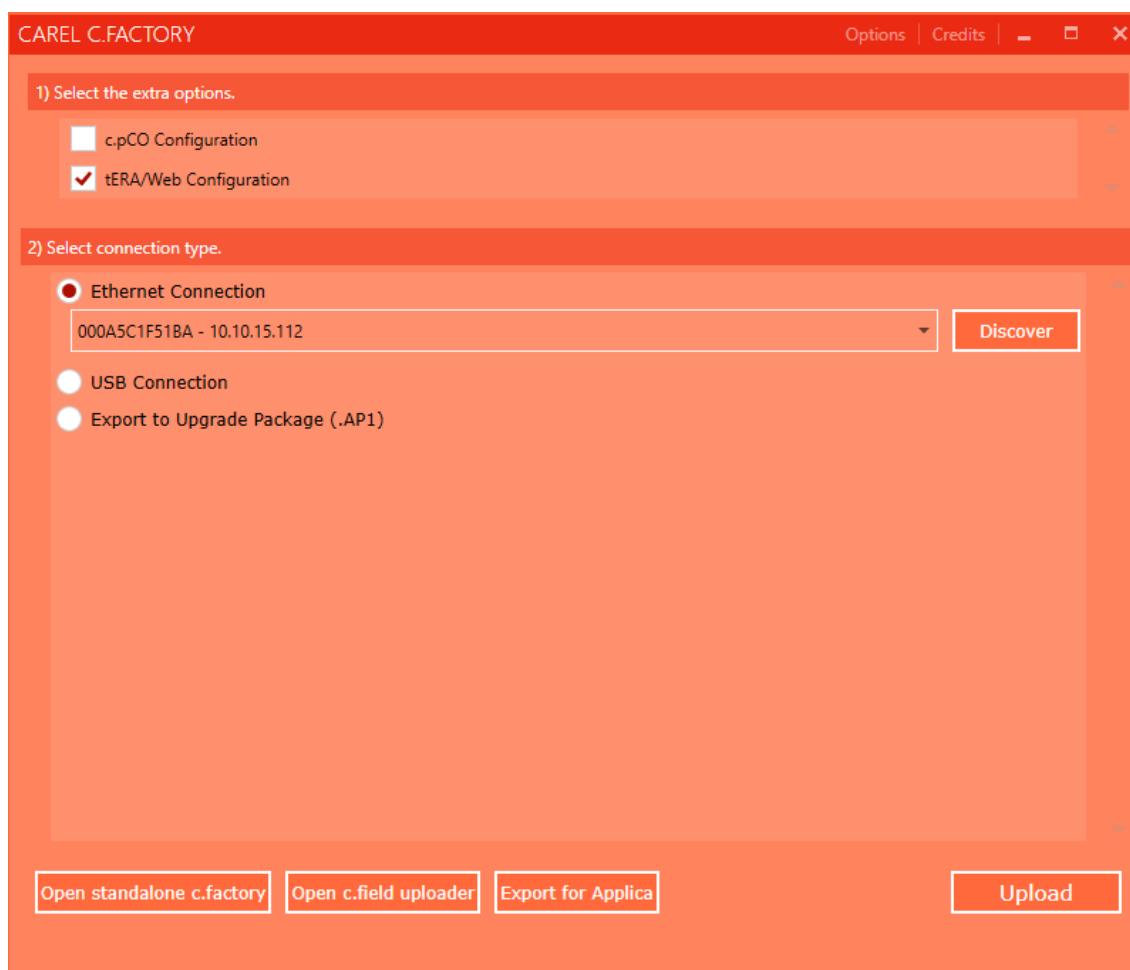 CAREL C.FACTORY
Options
Credits
1) Select the extra options.
c.pCO Configuration
tERA/Web Configuration
2) Select connection type.
Ethernet Connection
000A5C1F51BA - 10.10.15.112
Discover
USB Connection
Export to Upgrade Package (.AP1)
Open standalone c.factory
Open c.field uploader
Export for Applica
Upload